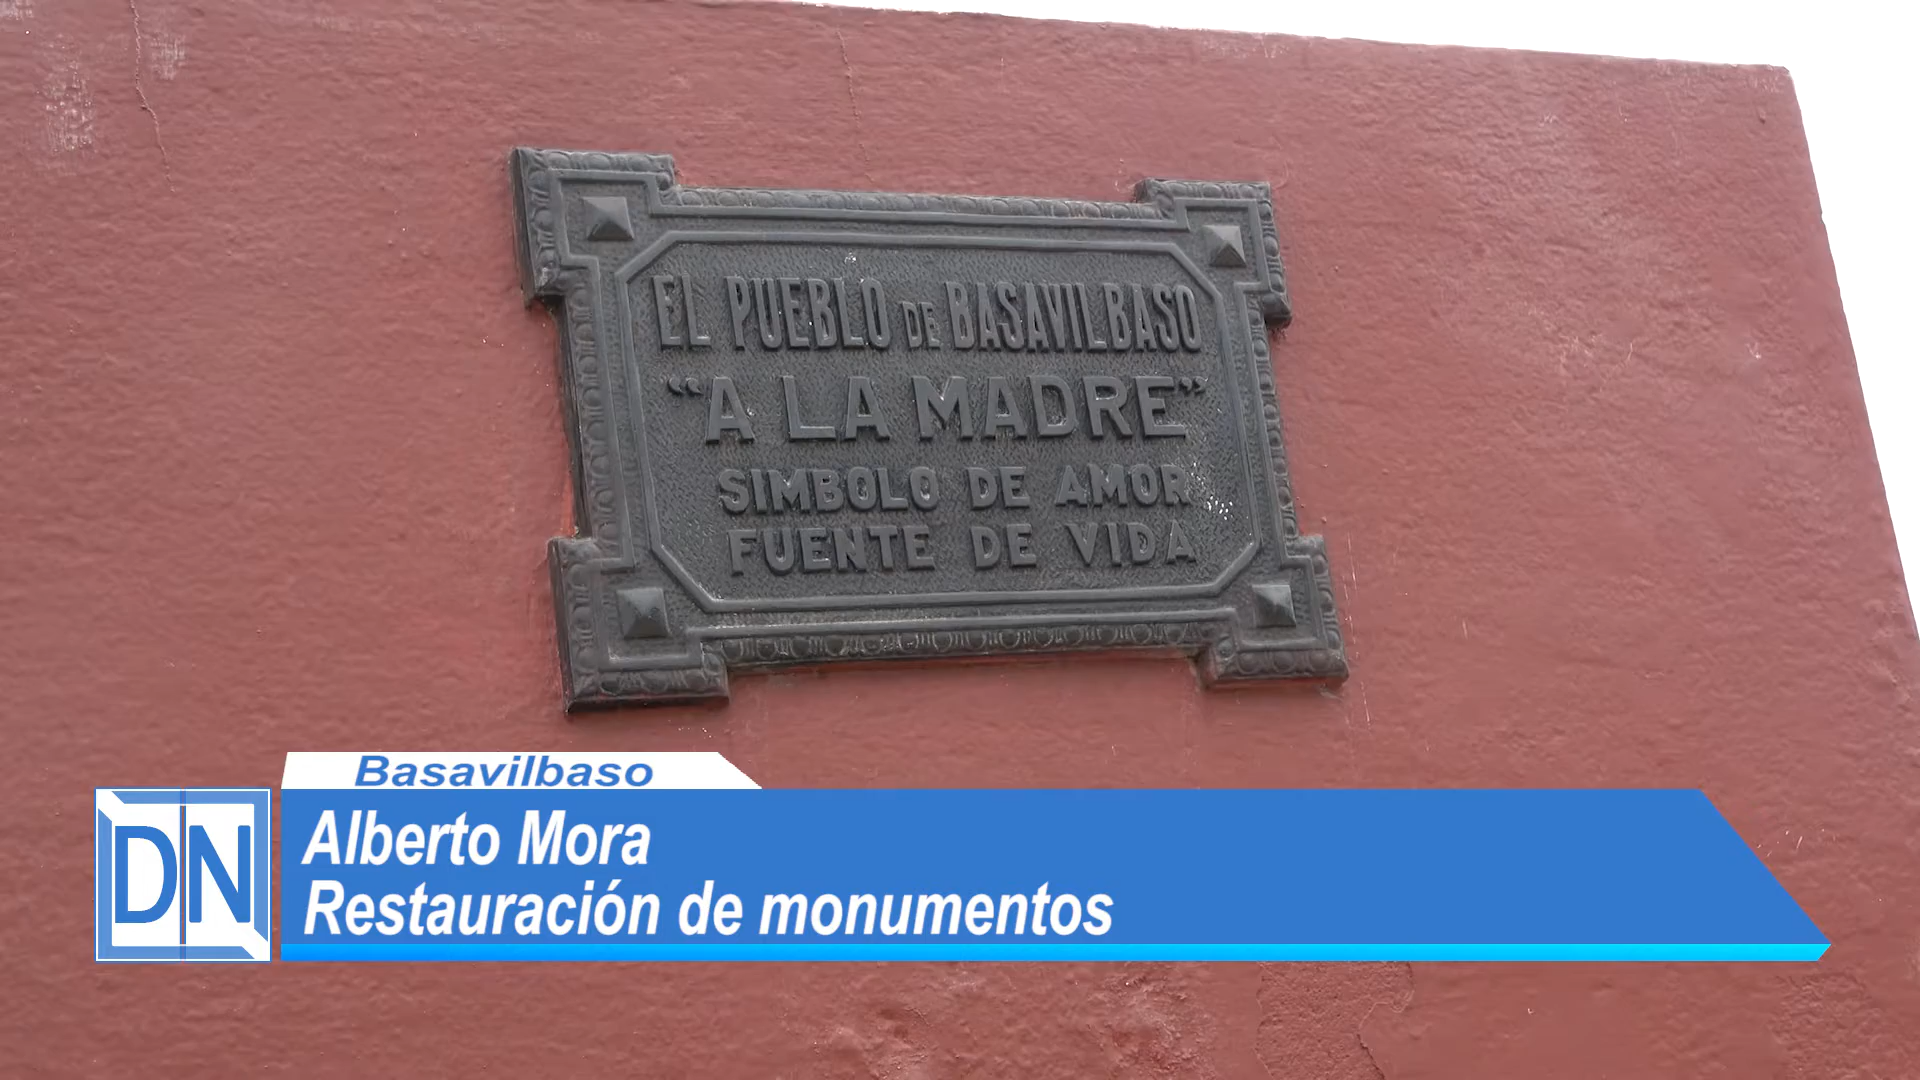 EL PUEBLO DE BASAVILBASO
“A LA MADRE”
SIMBOLO DE AMOR
FUENTE DE VIDA
Basavilbaso
DN
Alberto Mora
Restauración de monumentos